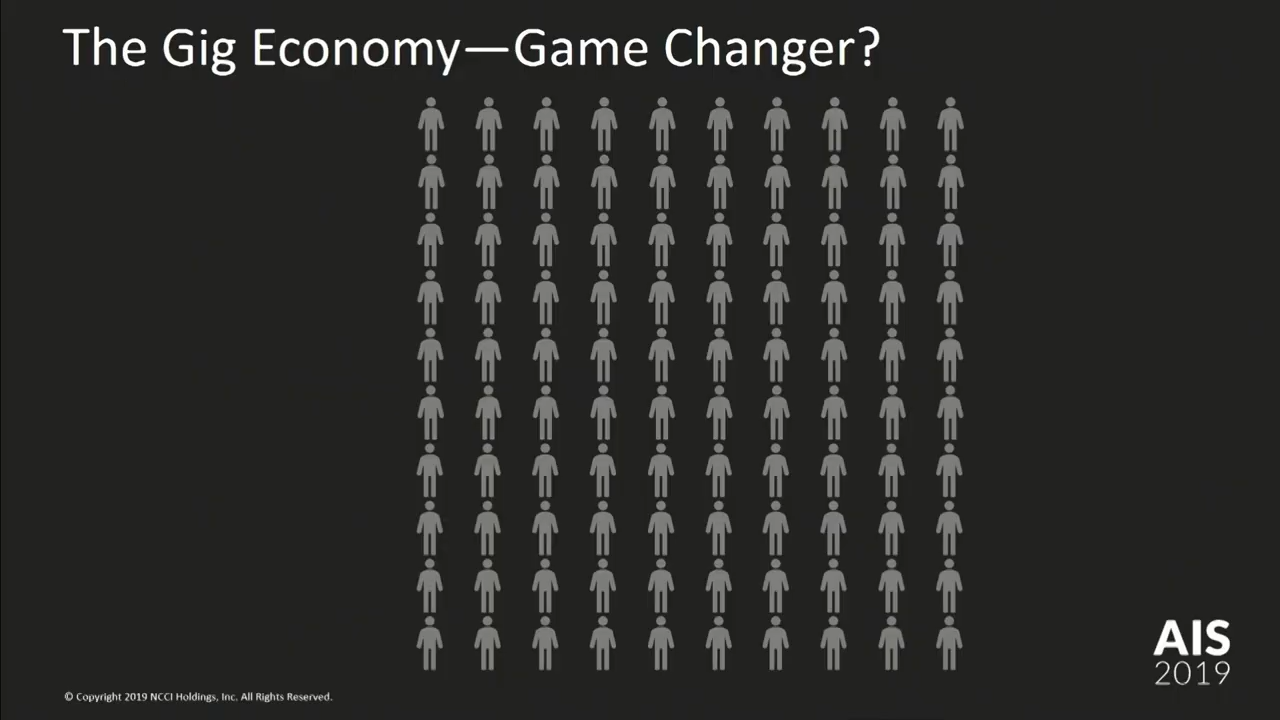 The Gig Economy—Game Changer?
AIS
2019
© Copyright 2019 NCCI Holdings, Inc. All Rights Reserved.